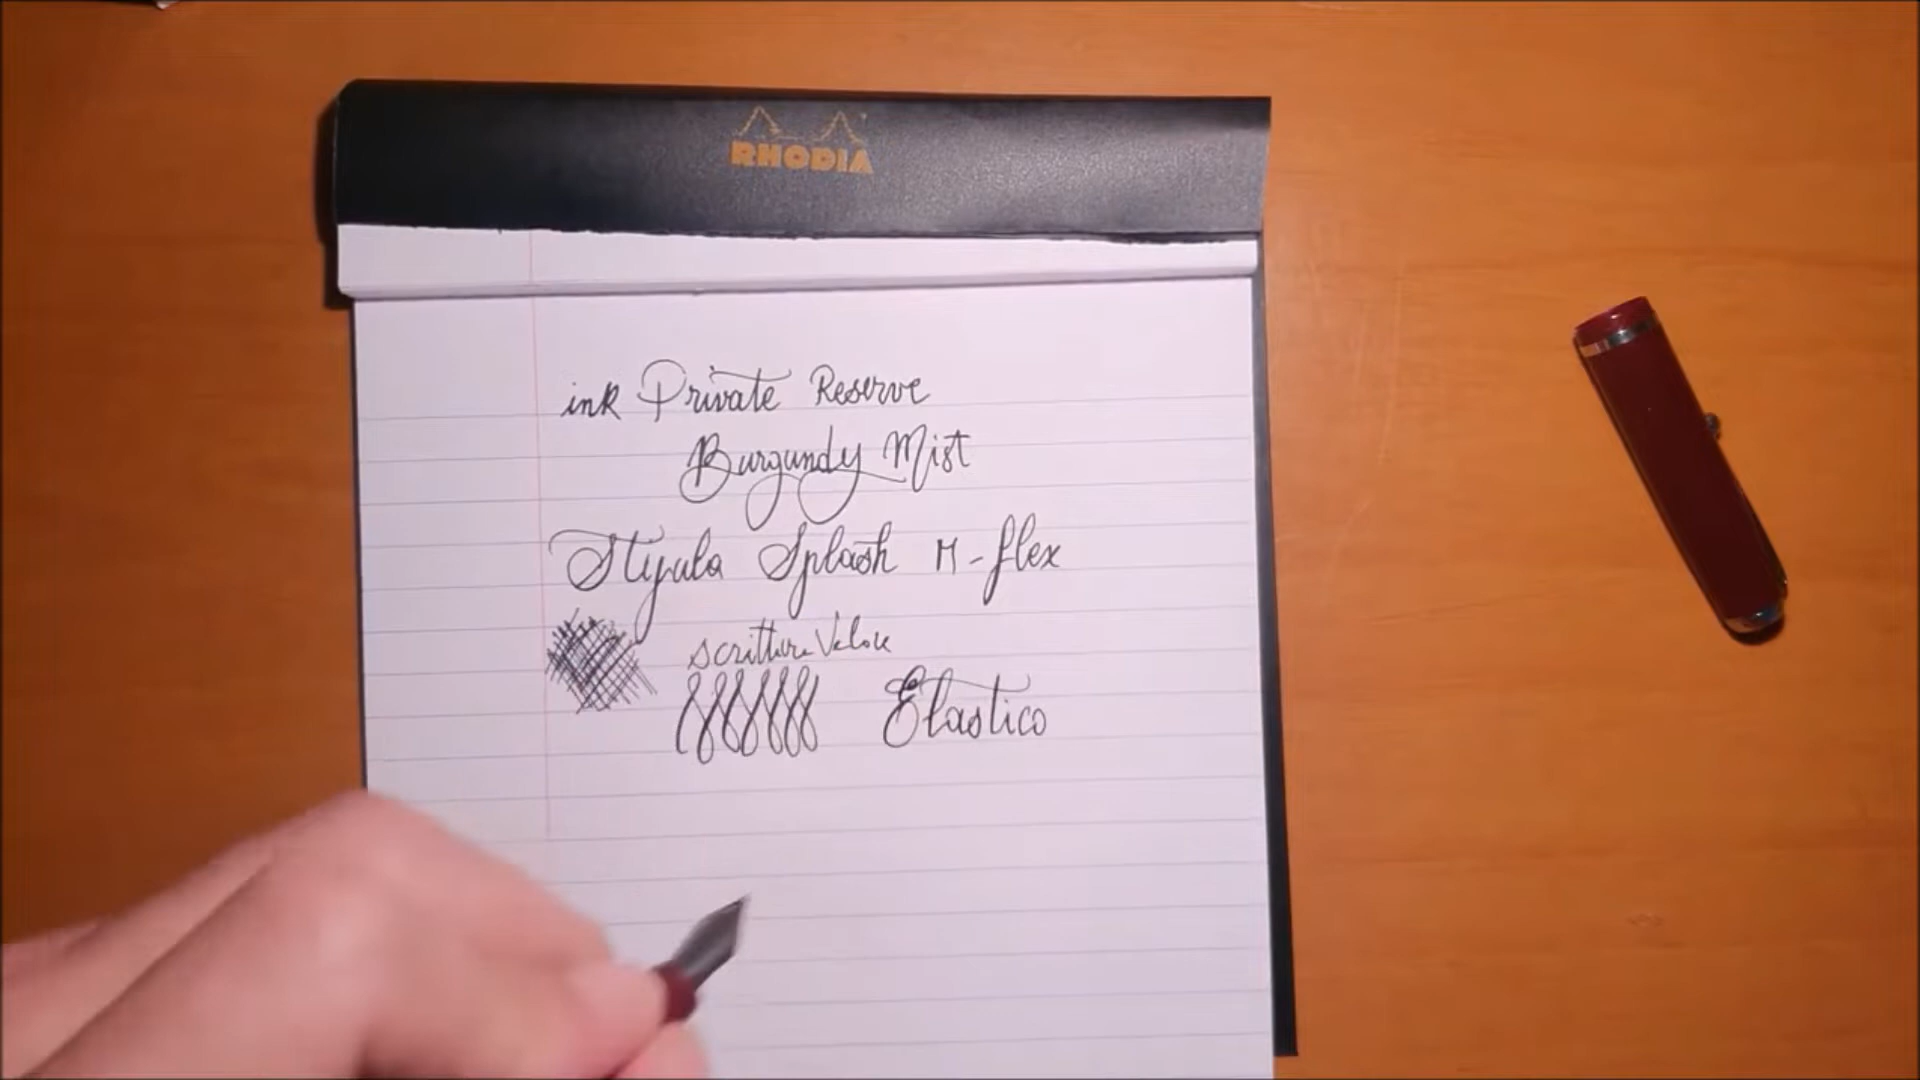 RHODIA
ink Private Reserve
Burgundy Mist
Stipula Splash M-flex
scrittura Veloce
Elastico